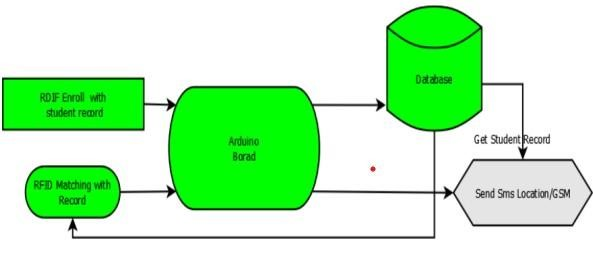 Database
RDIF Enroll with
student record
Arduino
Borad
Get Student Record
RFID Matching with
Record
Send Sms Location/GSM